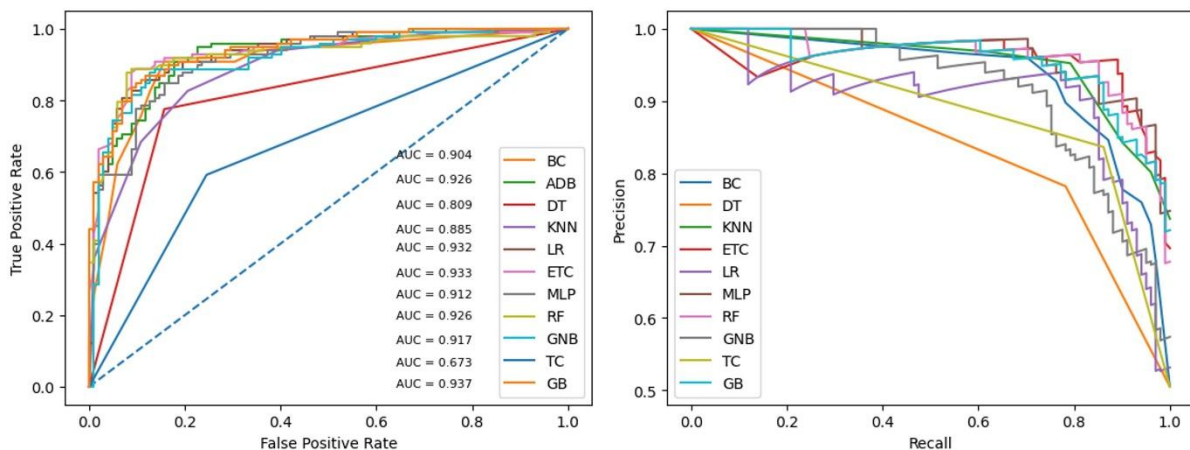 1.0
0.8
0.6
0.4
0.2
0.0
True Positive Rate
0.0
0.2
0.4
0.6
0.8
1.0
False Positive Rate
AUC = 0.904
AUC = 0.926
AUC = 0.809
AUC = 0.885
AUC = 0.932
AUC = 0.933
AUC = 0.912
AUC = 0.926
AUC = 0.917
AUC = 0.673
AUC = 0.937
BC
ADB
DT
KNN
LR
ETC
MLP
RF
GNB
TC
GB
1.0
0.9
0.8
0.7
0.6
0.5
Precision
0.0
0.2
0.4
0.6
0.8
1.0
Recall
BC
DT
KNN
ETC
LR
MLP
RF
GNB
TC
GB